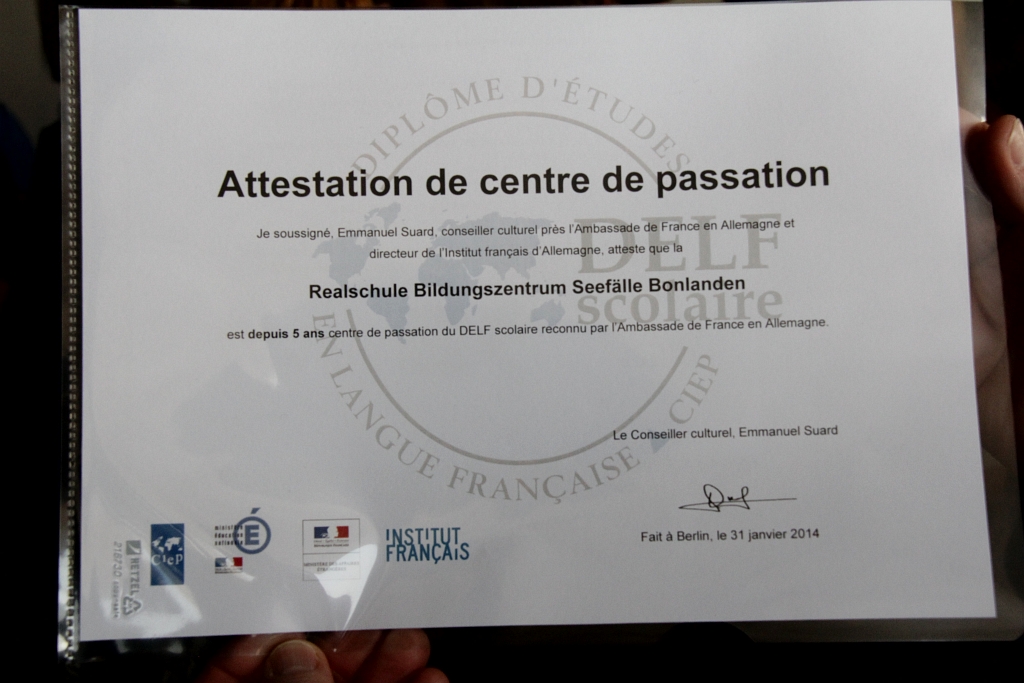 DIPLÔME D'ÉTUDES
EN LANGUE FRANÇAISE CIEP
DELF
scolaire
Attestation de centre de passation
Je soussigné, Emmanuel Suard, conseiller culturel près l'Ambassade de France en Allemagne et
directeur de l'Institut français d'Allemagne, atteste que la
Realschule Bildungszentrum Seefälle Bonlanden
est depuis 5 ans centre de passation du DELF scolaire reconnu par l'Ambassade de France en Allemagne.
Le Conseiller culturel, Emmanuel Suard
Fait à Berlin, le 31 janvier 2014
HETZEL
CIEP
É
INSTITUT
FRANÇAIS